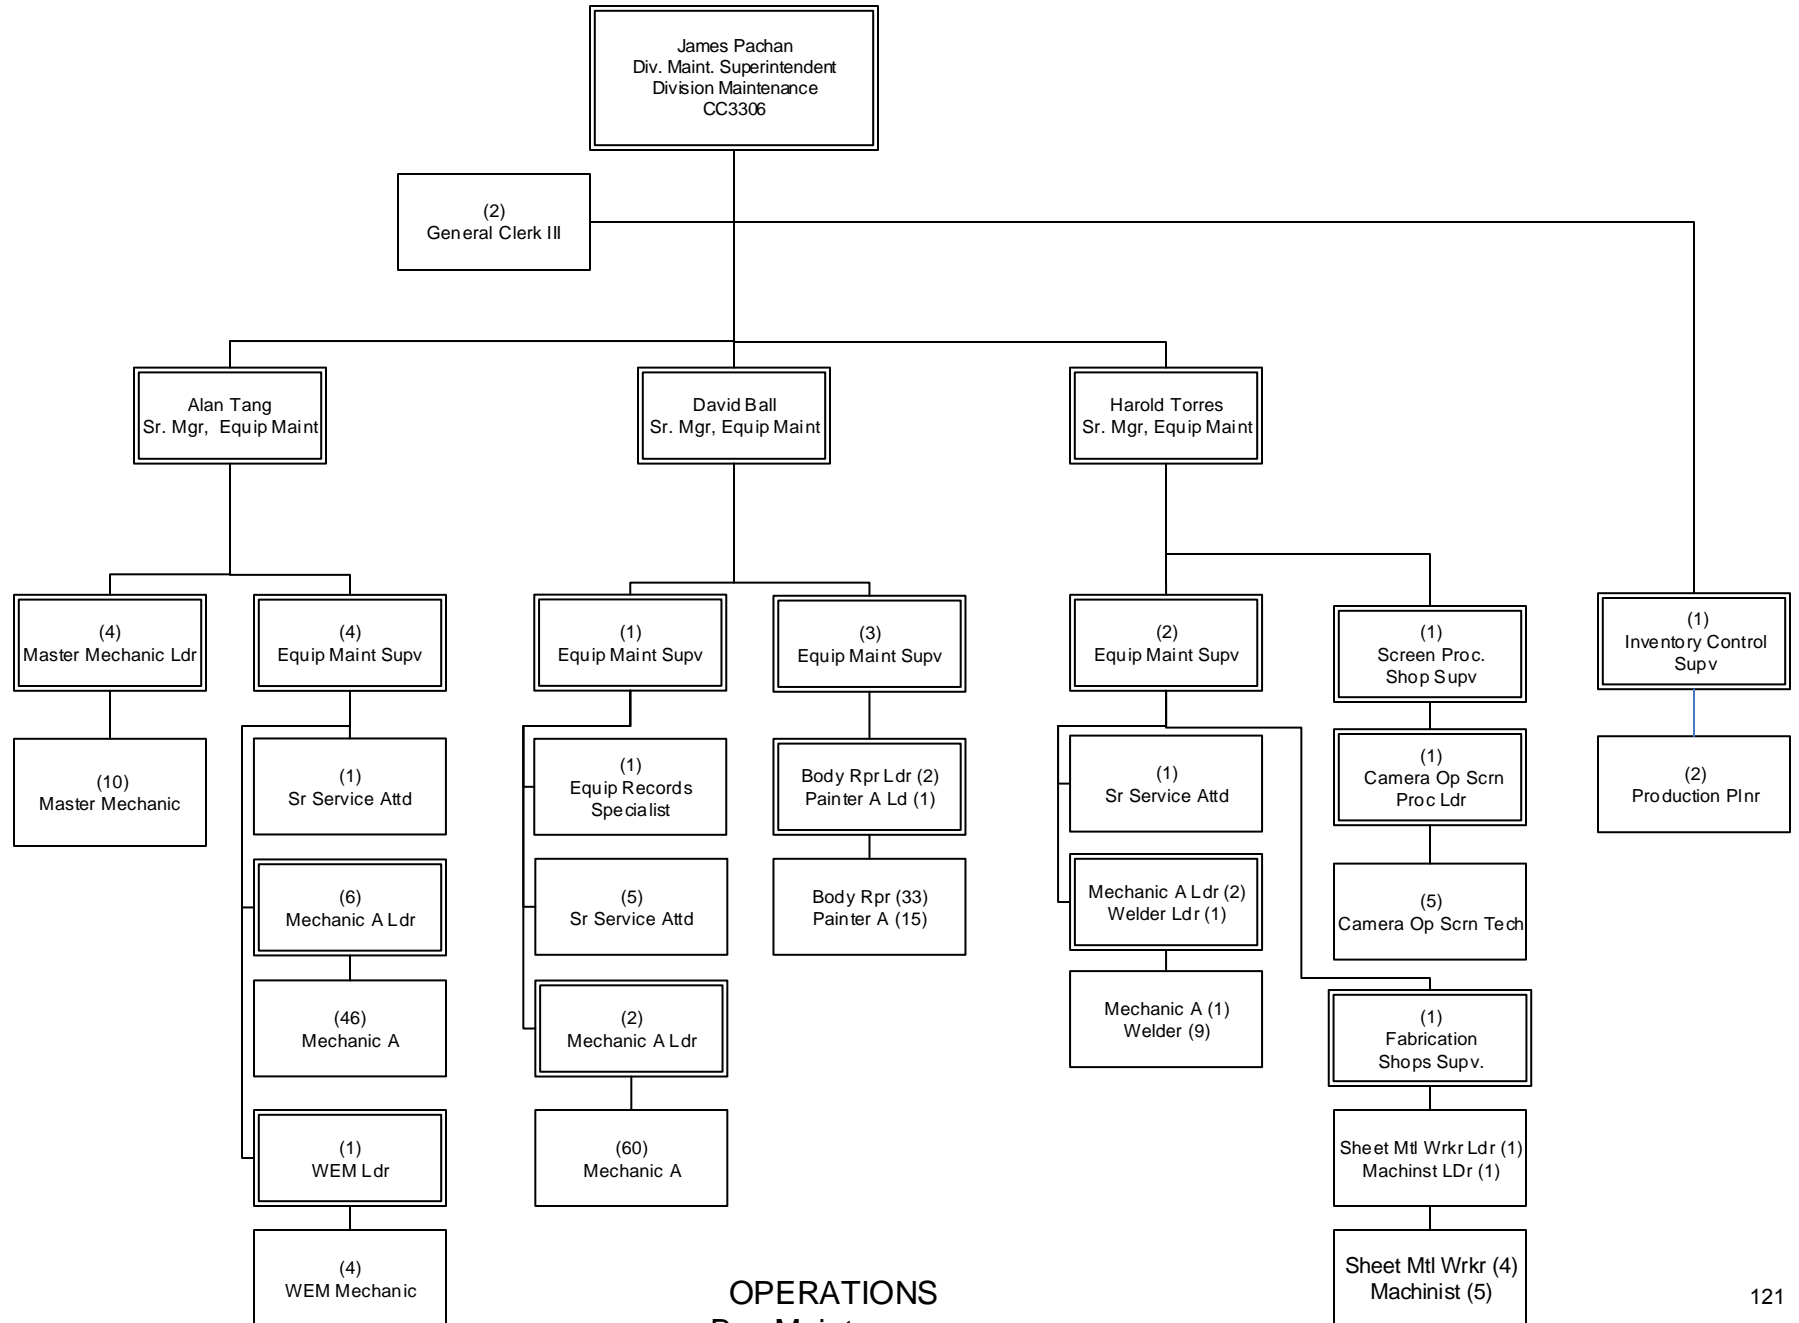 James Pachan
Div. Maint. Superintendent
Division Maintenance
CC3306
(2)
General Clerk III
Alan Tang
Sr. Mgr, Equip Maint
David Ball
Sr. Mgr, Equip Maint
Harold Torres
Sr. Mgr, Equip Maint
(4)
Master Mechanic Ldr
(10)
Master Mechanic
(4)
Equip Maint Supv
(1)
Sr Service Attd
(6)
Mechanic A Ldr
(46)
Mechanic A
(1)
WEM Ldr
(4)
WEM Mechanic
(1)
Equip Maint Supv
(1)
Equip Records
Specialist
(5)
Sr Service Attd
(2)
Mechanic A Ldr
(60)
Mechanic A
(3)
Equip Maint Supv
Body Rpr Ldr (2)
Painter A Ld (1)
Body Rpr (33)
Painter A (15)
(2)
Equip Maint Supv
(1)
Sr Service Attd
Mechanic A Ldr (2)
Welder Ldr (1)
Mechanic A (1)
Welder (9)
(1)
Screen Proc.
Shop Supv
(1)
Camera Op Scrn
Proc Ldr
(5)
Camera Op Scrn Tech
(1)
Fabrication
Shops Supv.
Sheet Mtl Wrkr Ldr (1)
Machinst LDr (1)
Sheet Mtl Wrkr (4)
Machinist (5)
(1)
Inventory Control
Supv
(2)
Production Plnr
OPERATIONS
121